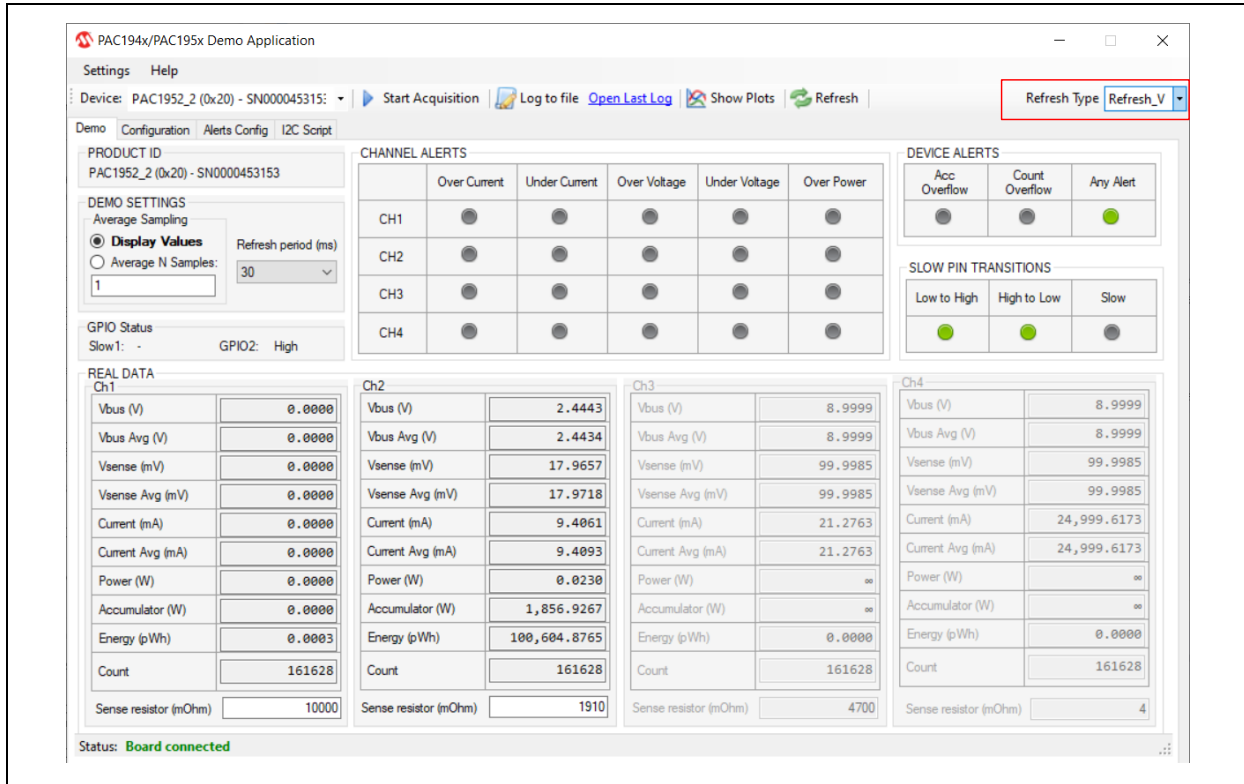 PAC194x/PAC195x Demo Application
Settings Help
Device: PAC1952_2 (0x20) - SN000045315: Start Acquisition Log to file Open Last Log Show Plots Refresh Refresh Type Refresh_V
Demo Configuration Alerts Config I2C Script
PRODUCT ID
PAC1952_2 (0x20) - SN0000453153
DEMO SETTINGS
Average Sampling
Display Values
Average N Samples:
1
Refresh period (ms)
30
GPIO Status
Slow1: - GPIO2: High
CHANNEL ALERTS
Over Current Under Current Over Voltage Under Voltage Over Power
CH1
CH2
CH3
CH4
DEVICE ALERTS
Acc Overflow Count Overflow Any Alert
SLOW PIN TRANSITIONS
Low to High High to Low Slow
REAL DATA
Ch1
Vbus (V) 0.0000
Vbus Avg (V) 0.0000
Vsense (mV) 0.0000
Vsense Avg (mV) 0.0000
Current (mA) 0.0000
Current Avg (mA) 0.0000
Power (W) 0.0000
Accumulator (W) 0.0000
Energy (pWh) 0.0003
Count 161628
Sense resistor (mOhm) 10000
Ch2
Vbus (V) 2.4443
Vbus Avg (V) 2.4434
Vsense (mV) 17.9657
Vsense Avg (mV) 17.9718
Current (mA) 9.4061
Current Avg (mA) 9.4093
Power (W) 0.0230
Accumulator (W) 1,856.9267
Energy (pWh) 100,604.8765
Count 161628
Sense resistor (mOhm) 1910
Ch3
Vbus (V) 8.9999
Vbus Avg (V) 8.9999
Vsense (mV) 99.9985
Vsense Avg (mV) 99.9985
Current (mA) 21.2763
Current Avg (mA) 21.2763
Power (W) ∞
Accumulator (W) ∞
Energy (pWh) 0.0000
Count 161628
Sense resistor (mOhm) 4700
Ch4
Vbus (V) 8.9999
Vbus Avg (V) 8.9999
Vsense (mV) 99.9985
Vsense Avg (mV) 99.9985
Current (mA) 24,999.6173
Current Avg (mA) 24,999.6173
Power (W) ∞
Accumulator (W) ∞
Energy (pWh) 0.0000
Count 161628
Sense resistor (mOhm) 4
Status: Board connected